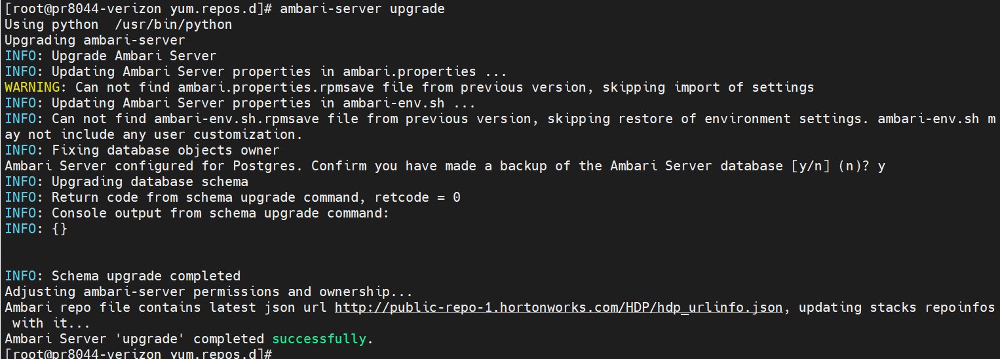 [root@pr8044-verizon yum.repos.d]# ambari-server upgrade
Using python  /usr/bin/python
Upgrading ambari-server
INFO: Upgrade Ambari Server
INFO: Updating Ambari Server properties in ambari.properties ...
WARNING: Can not find ambari.properties.rpmsave file from previous version, skipping import of settings
INFO: Updating Ambari Server properties in ambari-env.sh ...
INFO: Can not find ambari-env.sh.rpmsave file from previous version, skipping restore of environment settings. ambari-env.sh m
ay not include any user customization.
INFO: Fixing database objects owner
Ambari Server configured for Postgres. Confirm you have made a backup of the Ambari Server database [y/n] (n)? y
INFO: Upgrading database schema
INFO: Return code from schema upgrade command, retcode = 0
INFO: Console output from schema upgrade command:
INFO: {}
INFO: Schema upgrade completed
Adjusting ambari-server permissions and ownership...
Ambari repo file contains latest json url http://public-repo-1.hortonworks.com/HDP/hdp_urlinfo.json, updating stacks repoinfos
 with it...
Ambari Server 'upgrade' completed successfully.
[root@pr8044-verizon yum.repos.d]#